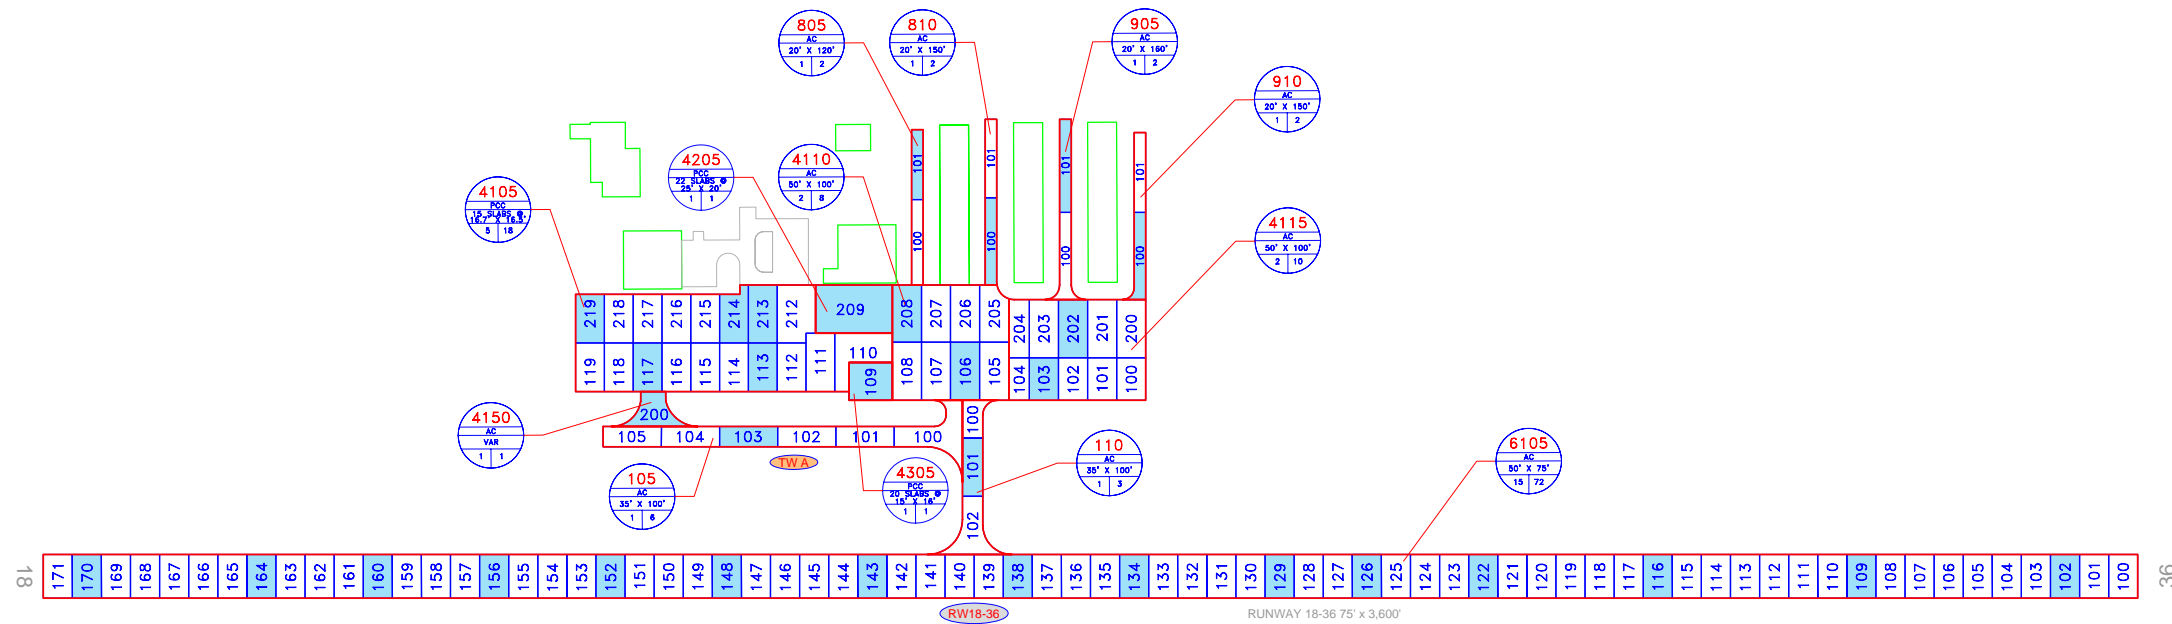 805
AC
20' X 120'
1 2
810
AC
20' X 150'
1 2
905
AC
20' X 160'
1 2
910
AC
20' X 150'
1 2
4205
PCC
22 SLABS @
25' X 20'
1 1
4110
AC
50' X 100'
2 8
4105
PCC
15 SLABS @
16.7' X 16.5'
5 18
4115
AC
50' X 100'
2 10
101 101 101 101
100 100 100 100
219 218 217 216 215 214 213 212 209 208 207 206 205 204 203 202 201 200
119 118 117 116 115 114 113 112 111 110 109 108 107 106 105 104 103 102 101 100
4150
AC
VAR
1 1
200
105 104 103 102 101 100
100
101
102
TW A
105
AC
35' X 100'
1 6
4305
PCC
20 SLABS @
15' X 16'
1 1
110
AC
35' X 100'
1 3
6105
AC
50' X 75'
15 72
18
171 170 169 168 167 166 165 164 163 162 161 160 159 158 157 156 155 154 153 152 151 150 149 148 147 146 145 144 143 142 141 140 139 138 137 136 135 134 133 132 131 130 129 128 127 126 125 124 123 122 121 120 119 118 117 116 115 114 113 112 111 110 109 108 107 106 105 104 103 102 101 100
36
RW18-36
RUNWAY 18-36 75' x 3,600'